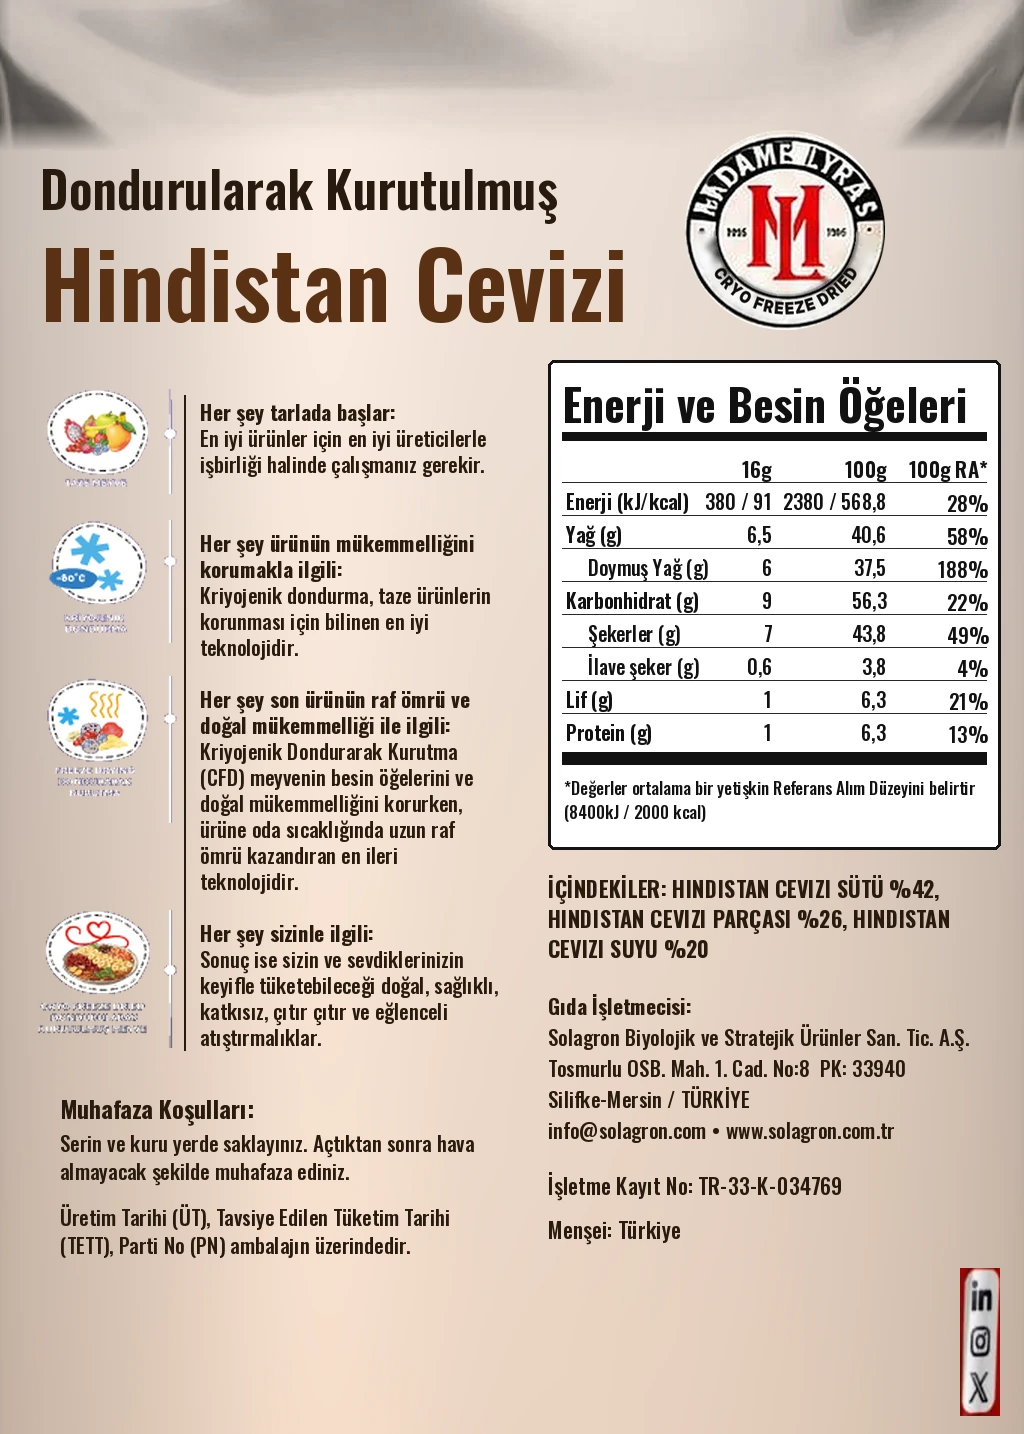 Dondurularak Kurutulmuş
Hindistan Cevizi
MADAME LYRAS
ML
CRYO FREEZE DRIED
Her şey tarlada başlar:
En iyi ürünler için en iyi üreticilerle
işbirliği halinde çalışmanız gerekir.
-80°C
Her şey ürünün mükemmelliğini
korumakla ilgili:
Kriyojenik dondurma, taze ürünlerin
korunması için bilinen en iyi
teknolojidir.
Her şey son ürünün raf ömrü ve
doğal mükemmelliği ile ilgili:
Kriyojenik Dondurarak Kurutma
(CFD) meyvenin besin öğelerini ve
doğal mükemmelliğini korurken,
ürüne oda sıcaklığında uzun raf
ömrü kazandıran en ileri
teknolojidir.
Her şey sizinle ilgili:
Sonuç ise sizin ve sevdiklerinizin
keyifle tüketebileceği doğal, sağlıklı,
katkısız, çıtır çıtır ve eğlenceli
atıştırmalıklar.
Muhafaza Koşulları:
Serin ve kuru yerde saklayınız. Açtıktan sonra hava
almayacak şekilde muhafaza ediniz.
Üretim Tarihi (ÜT), Tavsiye Edilen Tüketim Tarihi
(TETT), Parti No (PN) ambalajın üzerindedir.
Enerji ve Besin Öğeleri
16g 100g 100g RA*
Enerji (kJ/kcal) 380 / 91 2380 / 568,8 28%
Yağ (g) 6,5 40,6 58%
Doymuş Yağ (g) 6 37,5 188%
Karbonhidrat (g) 9 56,3 22%
Şekerler (g) 7 43,8 49%
İlave şeker (g) 0,6 3,8 4%
Lif (g) 1 6,3 21%
Protein (g) 1 6,3 13%
*Değerler ortalama bir yetişkin Referans Alım Düzeyini belirtir
(8400kJ / 2000 kcal)
İÇİNDEKİLER: HINDISTAN CEVIZI SÜTÜ %42,
HINDISTAN CEVIZI PARÇASI %26, HINDISTAN
CEVIZI SUYU %20
Gıda İşletmecisi:
Solagron Biyolojik ve Stratejik Ürünler San. Tic. A.Ş.
Tosmurlu OSB. Mah. 1. Cad. No:8 PK: 33940
Silifke-Mersin / TÜRKİYE
info@solagron.com • www.solagron.com.tr
İşletme Kayıt No: TR-33-K-034769
Menşei: Türkiye
in
X